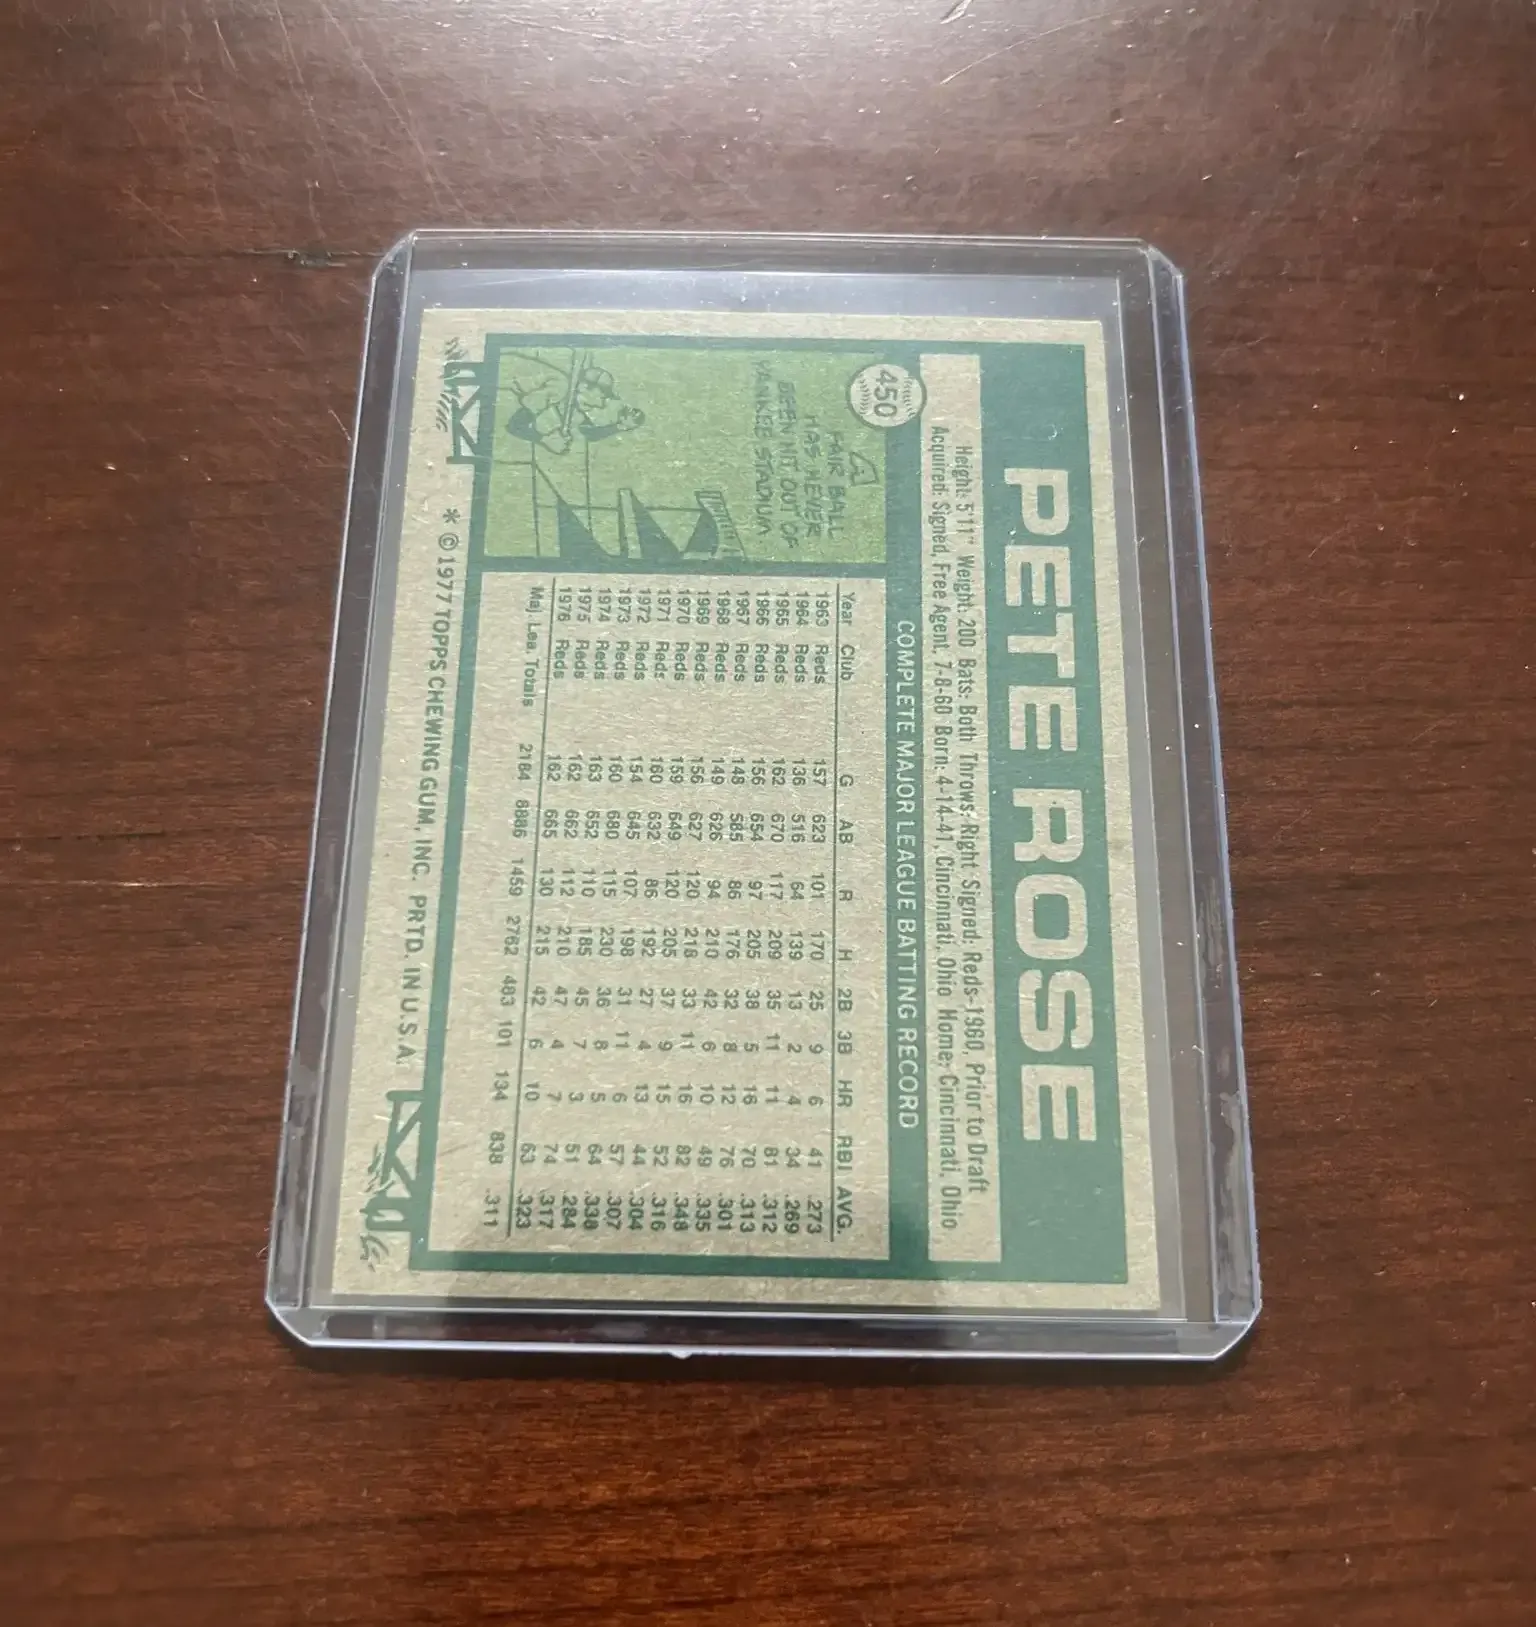 PETE ROSE
450
Height: 5'11" Weight: 200 Bats: Both Throws: Right Signed: Reds-1960, Prior to Draft
Acquired: Signed, Free Agent, 7-8-60 Born: 4-14-41, Cincinnati, Ohio Home: Cincinnati, Ohio
COMPLETE MAJOR LEAGUE BATTING RECORD
A
FAIR BALL
HAS NEVER
BEEN HIT OUT OF
YANKEE STADIUM.
Year Club G AB R H 2B 3B HR RBI AVG.
1963 Reds 157 623 101 170 25 9 6 41 .273
1964 Reds 136 516 64 139 13 2 4 34 .269
1965 Reds 162 670 117 209 35 11 11 81 .312
1966 Reds 156 654 97 205 38 5 16 70 .313
1967 Reds 148 585 86 176 32 8 12 76 .301
1968 Reds 149 626 94 210 42 6 10 49 .335
1969 Reds 156 627 120 218 33 11 16 82 .348
1970 Reds 159 649 120 205 37 9 15 52 .316
1971 Reds 160 632 86 192 27 4 13 44 .304
1972 Reds 154 645 107 198 31 11 6 57 .307
1973 Reds 160 680 115 230 36 8 5 64 .338
1974 Reds 163 652 110 185 45 7 3 51 .284
1975 Reds 162 662 112 210 47 4 7 74 .317
1976 Reds 162 665 130 215 42 6 10 63 .323
Maj. Lea. Totals 2184 8886 1459 2762 483 101 134 838 .311
* © 1977 TOPPS CHEWING GUM, INC. PRTD. IN U.S.A.